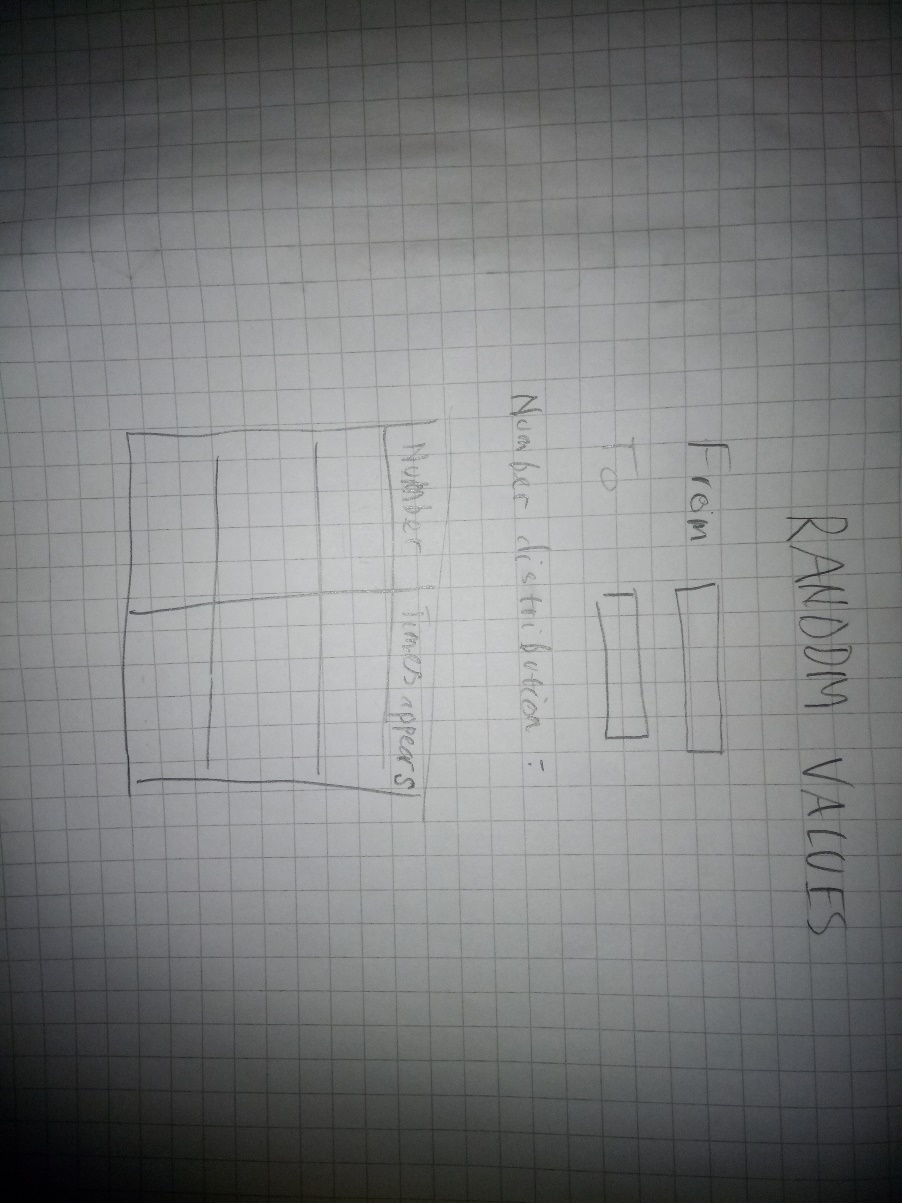 RANDOM VALUES
From
To
Number distribution :
Number Times appears